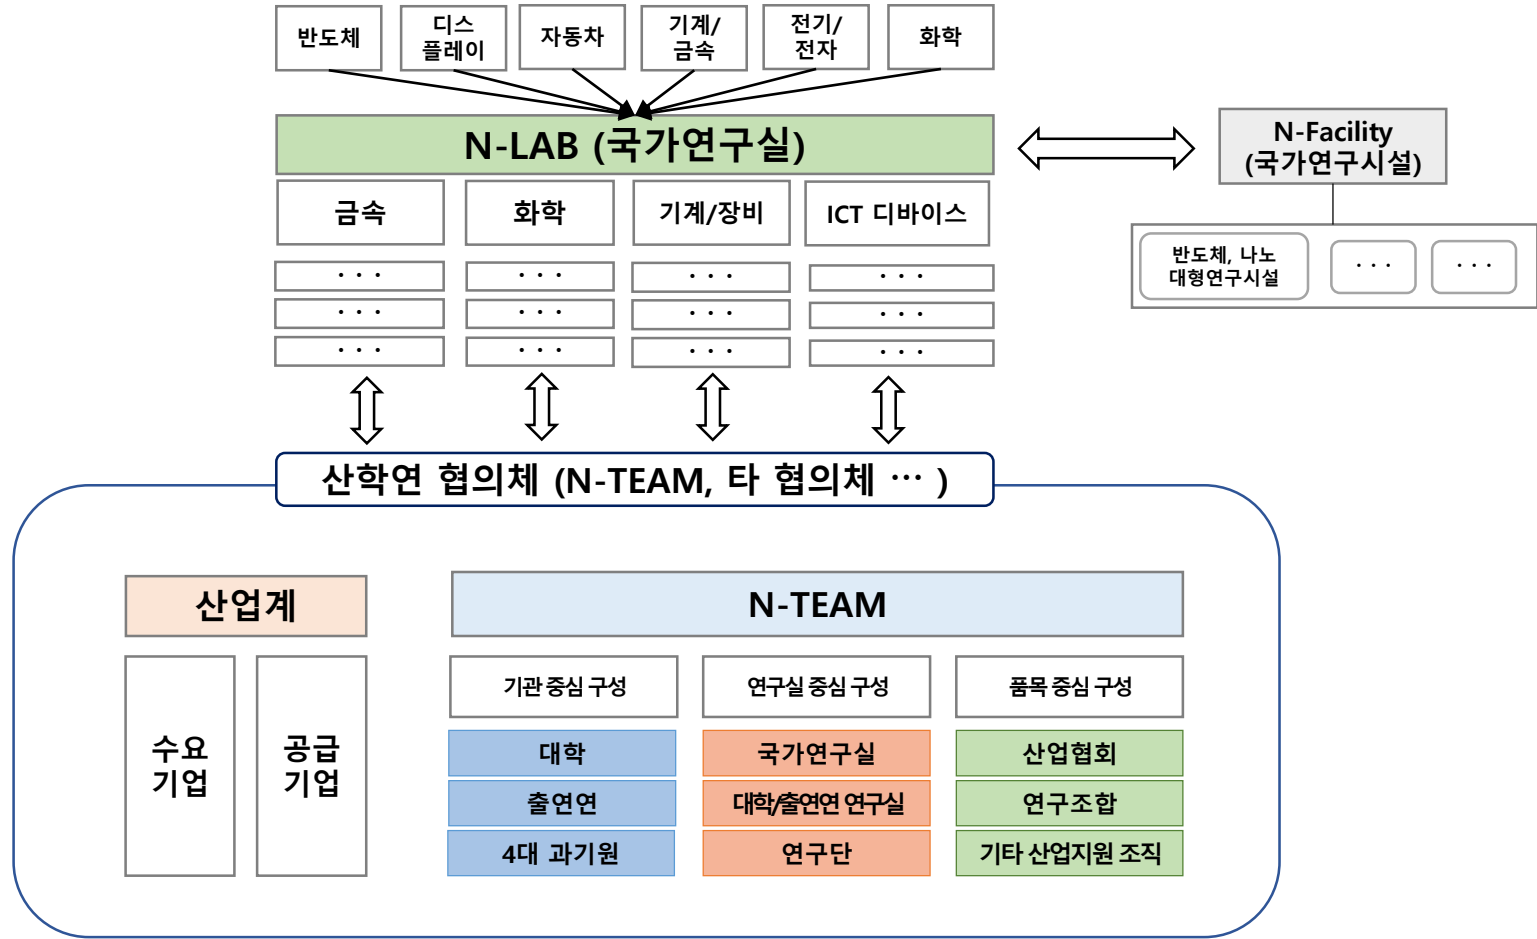 반도체
디스
플레이
자동차
기계/
금속
전기/
전자
화학
N-LAB (국가연구실)
N-Facility
(국가연구시설)
금속
화학
기계/장비
ICT 디바이스
반도체, 나노
대형연구시설
· · ·
· · ·
· · ·
· · ·
· · ·
· · ·
· · ·
· · ·
· · ·
· · ·
· · ·
· · ·
· · ·
· · ·
산학연 협의체 (N-TEAM, 타 협의체 ··· )
산업계
N-TEAM
수요
기업
공급
기업
기관 중심 구성
연구실 중심 구성
품목 중심 구성
대학
국가연구실
산업협회
출연연
대학/출연연 연구실
연구조합
4대 과기원
연구단
기타 산업지원 조직